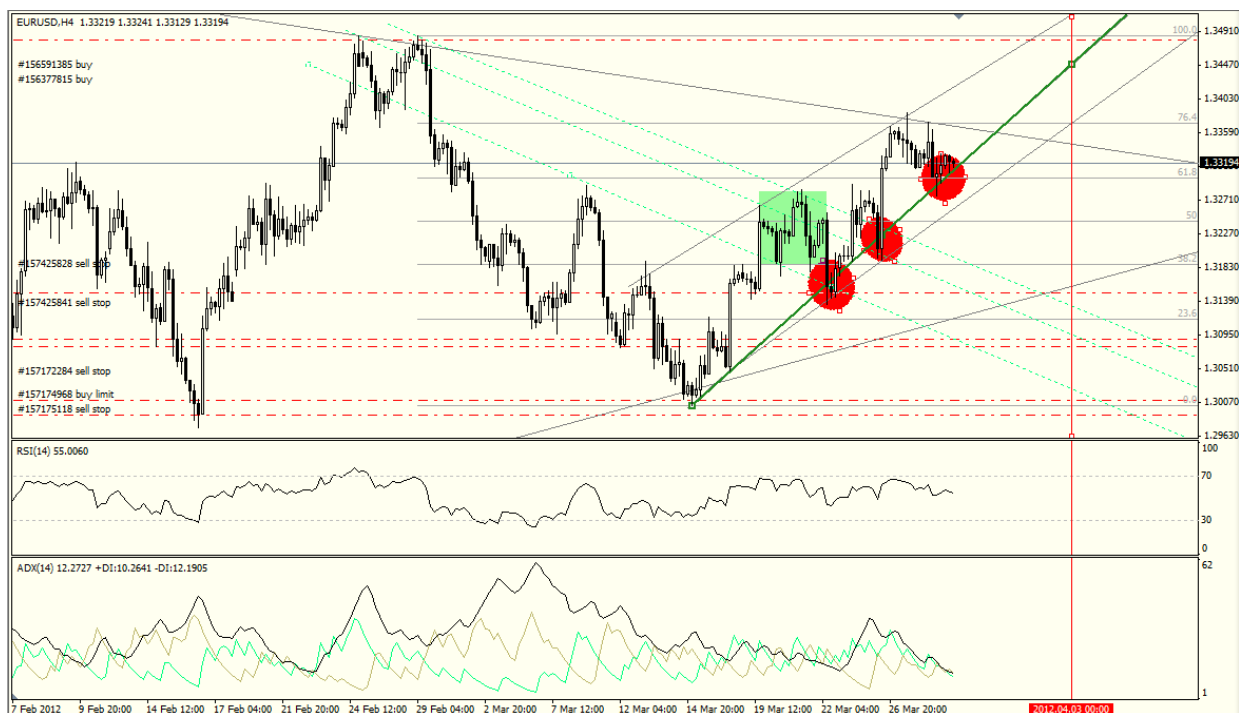 EURUSD,H4 1.33219 1.33241 1.33129 1.33194
#156591385 buy
#156377815 buy
#157425828 sell stop
#157425841 sell stop
#157172284 sell stop
#157174968 buy limit
#157175118 sell stop
100.0
76.4
61.8
50
38.2
23.6
0.0
1.34910
1.34470
1.34030
1.33590
1.33194
1.32710
1.32270
1.31830
1.31390
1.30950
1.30510
1.30070
1.29630
RSI(14) 55.0060
100
70
30
0
ADX(14) 12.2727 +DI:10.2641 -DI:12.1905
62
1
7 Feb 2012
9 Feb 20:00
14 Feb 12:00
17 Feb 04:00
21 Feb 20:00
24 Feb 12:00
29 Feb 04:00
2 Mar 20:00
7 Mar 12:00
12 Mar 04:00
14 Mar 20:00
19 Mar 12:00
22 Mar 04:00
26 Mar 20:00
2012.04.03 00:00